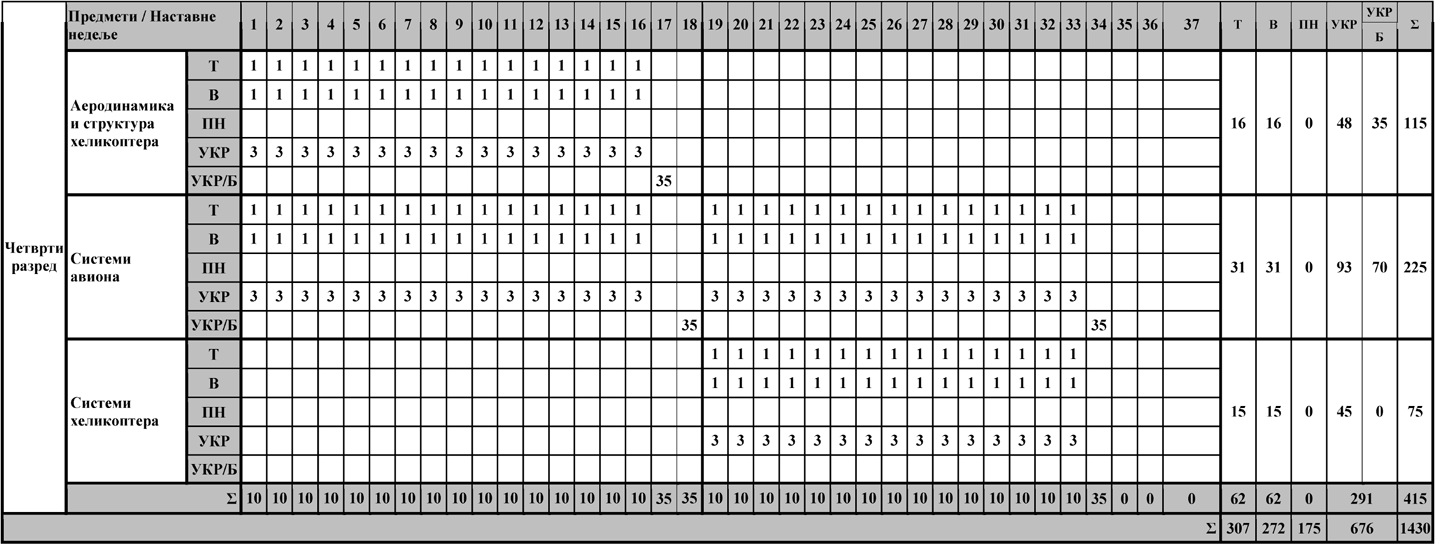 Предмети / Наставне недеље 1 2 3 4 5 6 7 8 9 10 11 12 13 14 15 16 17 18 19 20 21 22 23 24 25 26 27 28 29 30 31 32 33 34 35 36 37 Т В ПН УКР УКР Б Σ
Четврти разред
Аеродинамика и структура хеликоптера
Т 1 1 1 1 1 1 1 1 1 1 1 1 1 1 1 1
В 1 1 1 1 1 1 1 1 1 1 1 1 1 1 1 1
ПН
УКР 3 3 3 3 3 3 3 3 3 3 3 3 3 3 3 3
УКР/Б 35
16 16 0 48 35 115
Системи авиона
Т 1 1 1 1 1 1 1 1 1 1 1 1 1 1 1 1 1 1 1 1 1 1 1 1 1 1 1 1 1 1 1
В 1 1 1 1 1 1 1 1 1 1 1 1 1 1 1 1 1 1 1 1 1 1 1 1 1 1 1 1 1 1 1
ПН
УКР 3 3 3 3 3 3 3 3 3 3 3 3 3 3 3 3 3 3 3 3 3 3 3 3 3 3 3 3 3 3 3
УКР/Б 35 35
31 31 0 93 70 225
Системи хеликоптера
Т 1 1 1 1 1 1 1 1 1 1 1 1 1 1 1
В 1 1 1 1 1 1 1 1 1 1 1 1 1 1 1
ПН
УКР 3 3 3 3 3 3 3 3 3 3 3 3 3 3 3
УКР/Б
15 15 0 45 0 75
Σ 10 10 10 10 10 10 10 10 10 10 10 10 10 10 10 10 35 35 10 10 10 10 10 10 10 10 10 10 10 10 10 10 10 35 0 0 0 62 62 0 291 415
Σ 307 272 175 676 1430